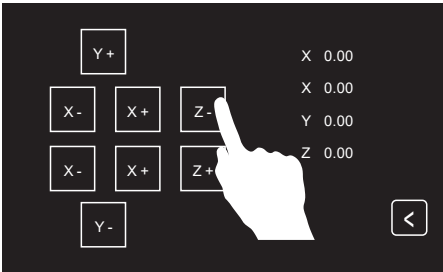 Y +
X -
X +
Z -
X -
X +
Z +
Y -
X 0.00
X 0.00
Y 0.00
Z 0.00
<